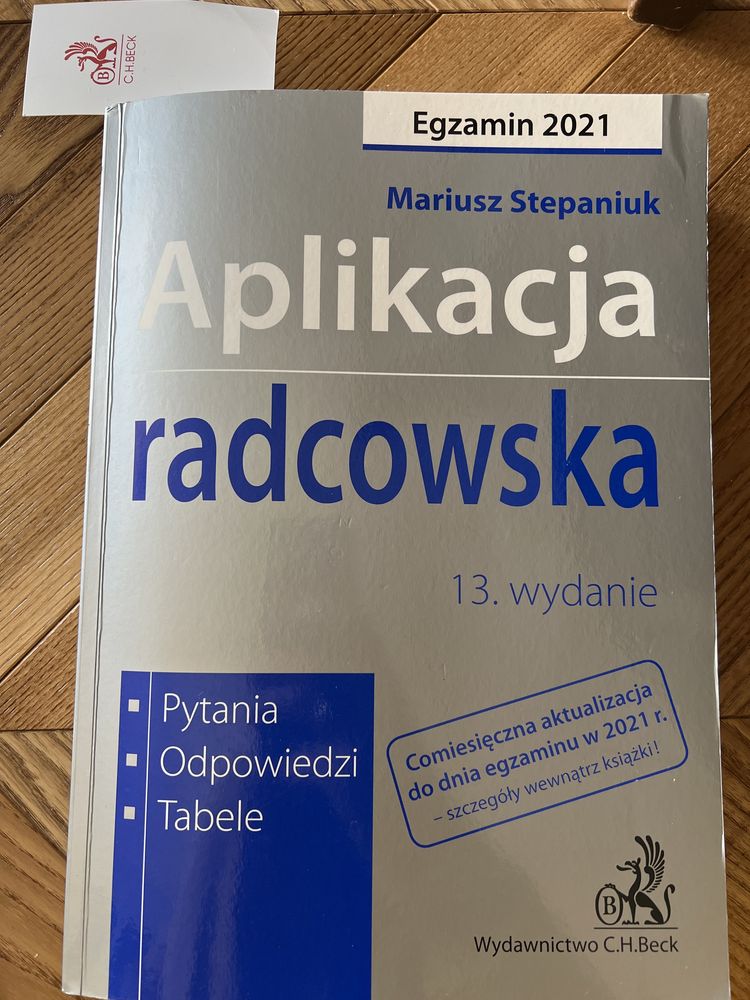 B
C.H.BECK
Egzamin 2021
Mariusz Stepaniuk
Aplikacja
radcowska
13. wydanie
▪ Pytania
▪ Odpowiedzi
▪ Tabele
Comiesięczna aktualizacja
do dnia egzaminu w 2021 r.
– szczegóły wewnątrz książki!
B
Wydawnictwo C.H.Beck